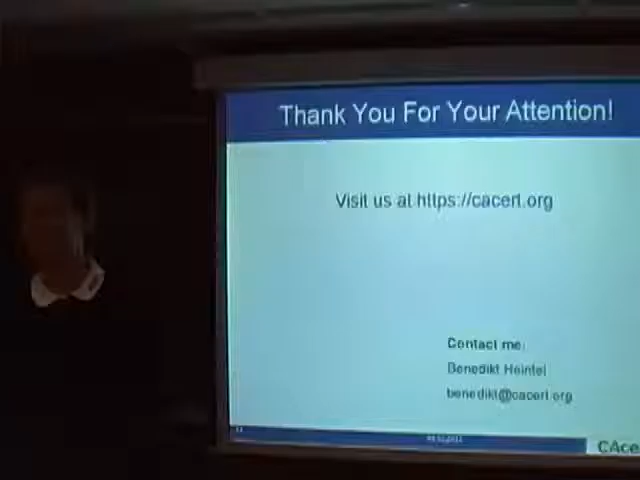 Thank You For Your Attention!
Visit us at https://cacert.org
Contact me:
Benedikt Heintel
benedikt@cacert.org
CAce